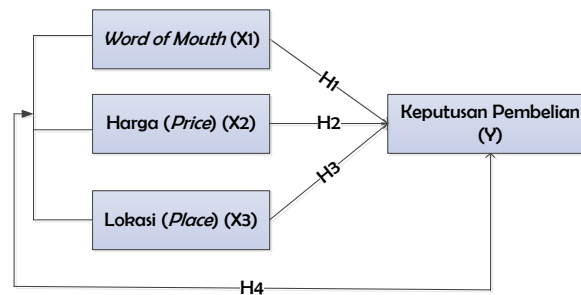 Word of Mouth (X1)
H1
Harga (Price) (X2)
H2
Keputusan Pembelian
(Y)
Lokasi (Place) (X3)
H3
H4